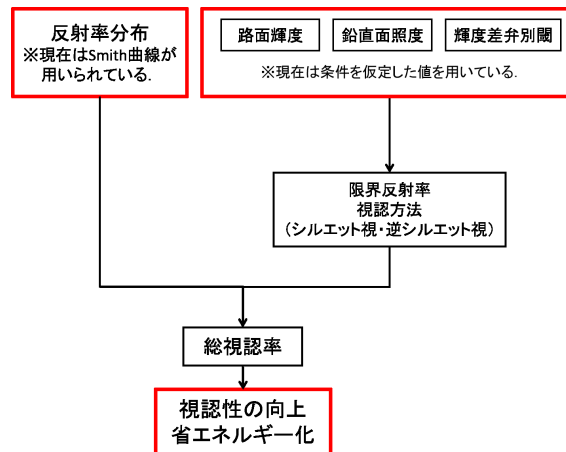 反射率分布
※現在はSmith曲線が
用いられている.
路面輝度
鉛直面照度
輝度差弁別閾
※現在は条件を仮定した値を用いている.
限界反射率
視認方法
(シルエット視・逆シルエット視)
総視認率
視認性の向上
省エネルギー化